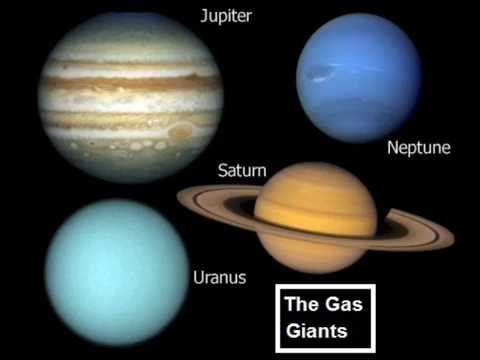 Jupiter
Neptune
Saturn
Uranus
The Gas
Giants